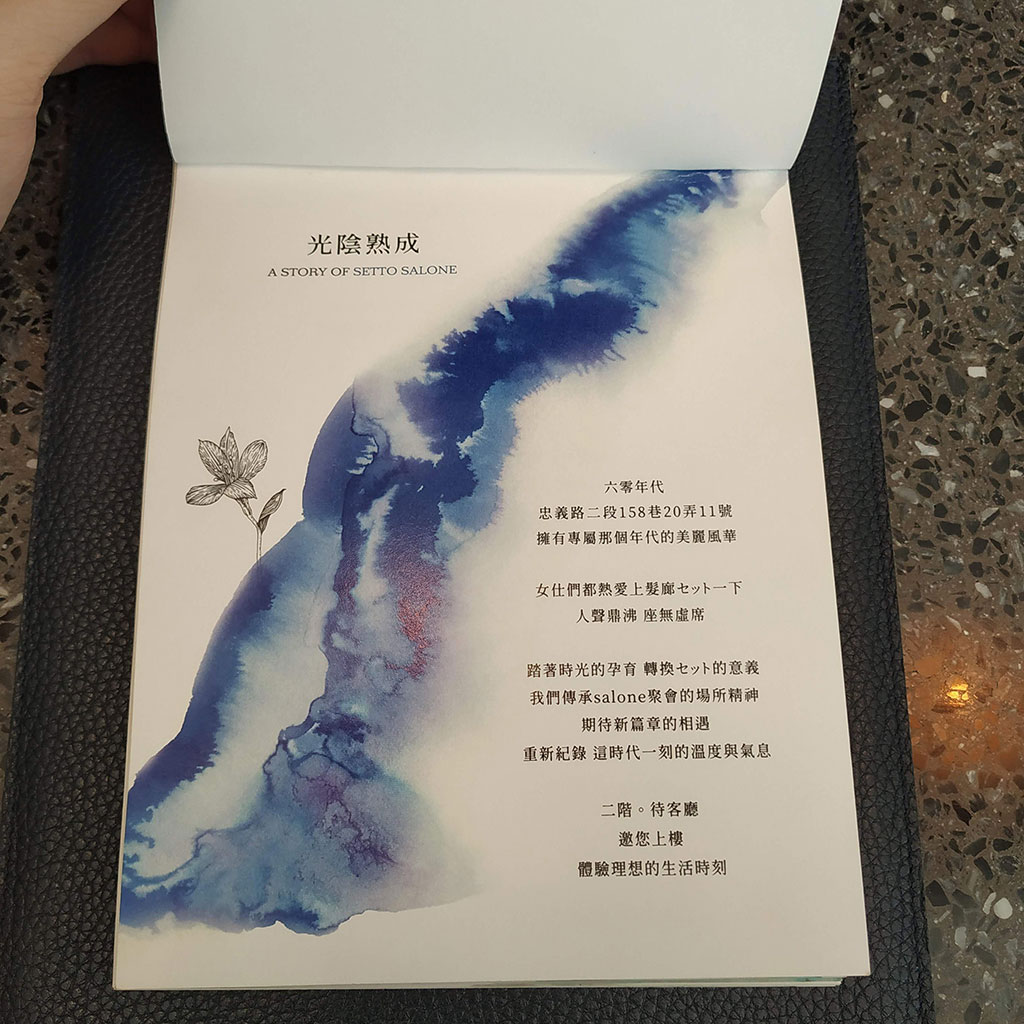 光陰熟成
A STORY OF SETTO SALONE
六零年代
忠義路二段158巷20弄11號
擁有專屬那個年代的美麗風華
女仕們都熱愛上髮廊セット一下
人聲鼎沸 座無虛席
踏著時光的孕育 轉換セット的意義
我們傳承salone聚會的場所精神
期待新篇章的相遇
重新紀錄 這時代一刻的溫度與氣息
二階。待客廳
邀您上樓
體驗理想的生活時刻